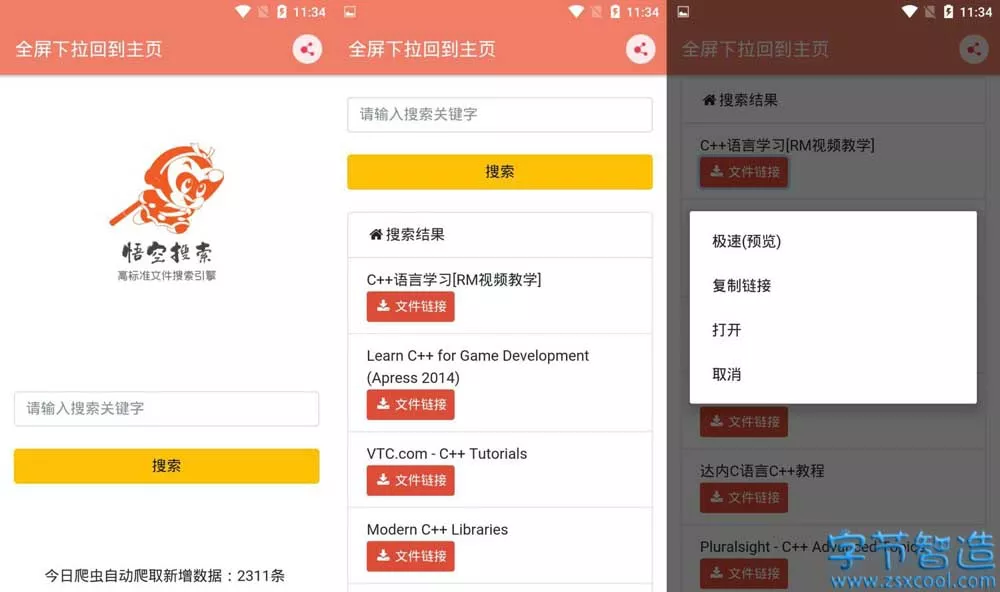 11:34
全屏下拉回到主页
悟空搜索
高标准文件搜索引擎
请输入搜索关键字
搜索
今日爬虫自动爬取新增数据：2311条
11:34
全屏下拉回到主页
请输入搜索关键字
搜索
搜索结果
C++语言学习[RM视频教学]
文件链接
Learn C++ for Game Development
(Apress 2014)
文件链接
VTC.com - C++ Tutorials
文件链接
Modern C++ Libraries
文件链接
11:34
全屏下拉回到主页
搜索结果
C++语言学习[RM视频教学]
文件链接
极速(预览)
复制链接
打开
取消
文件链接
达内C语言C++教程
文件链接
Pluralsight - C++ Advanced Topics
文件链接
字节智造
www.zsxcool.com